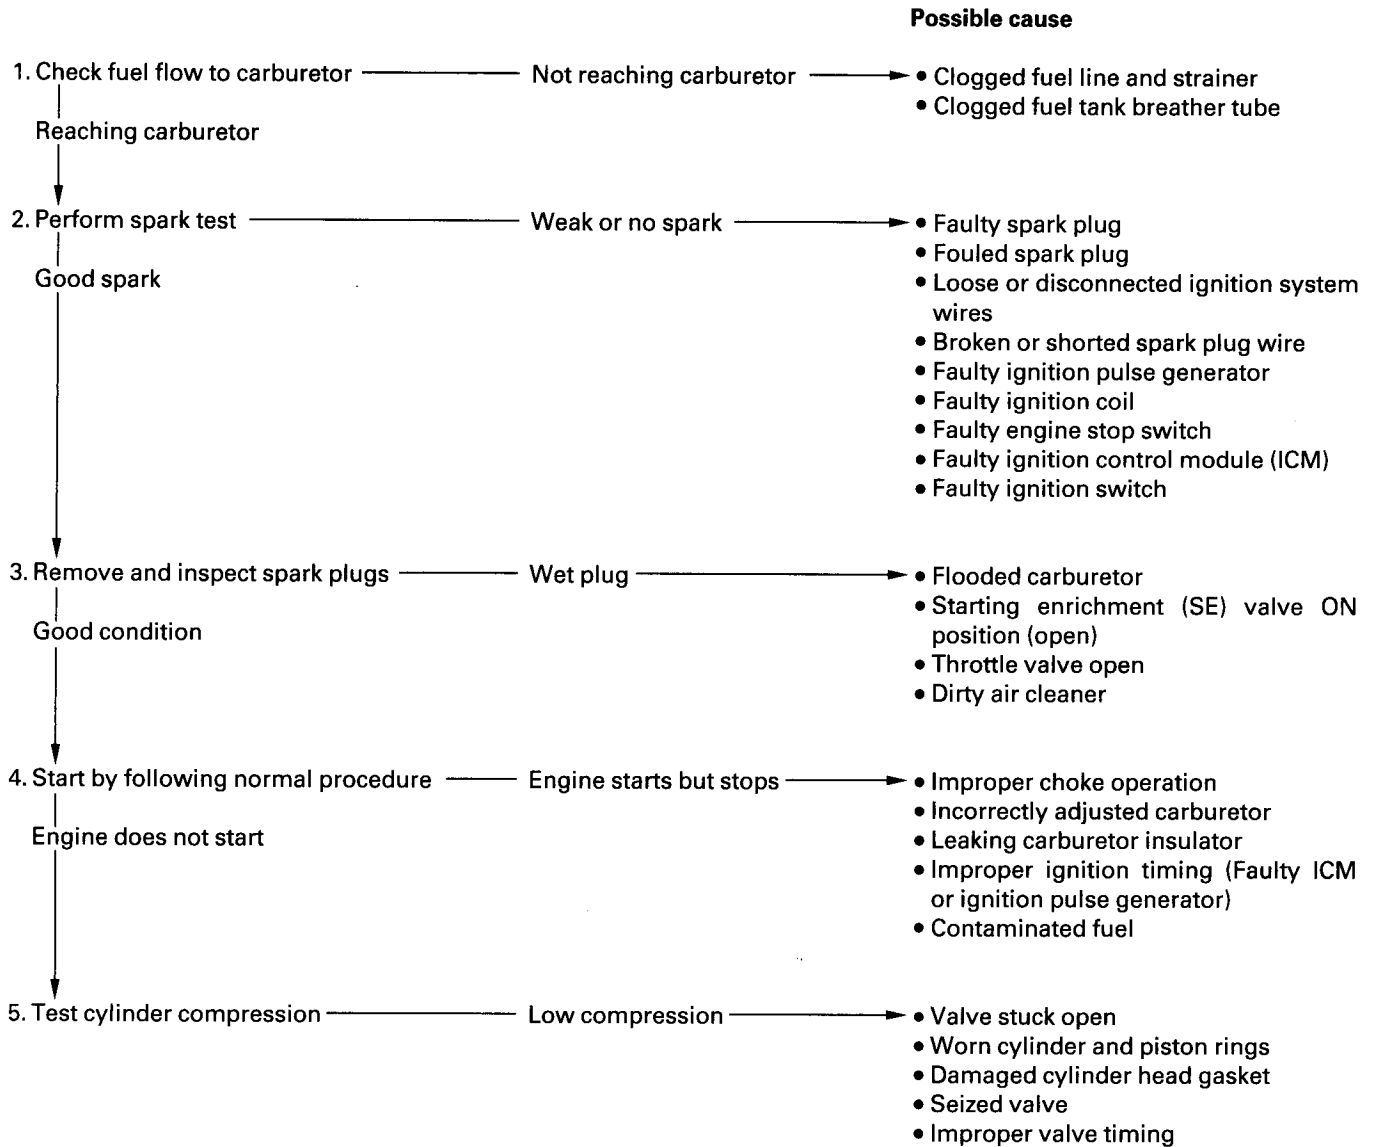 Possible cause
1. Check fuel flow to carburetor Not reaching carburetor • Clogged fuel line and strainer
• Clogged fuel tank breather tube
Reaching carburetor
2. Perform spark test Weak or no spark • Faulty spark plug
• Fouled spark plug
Good spark
• Loose or disconnected ignition system
wires
• Broken or shorted spark plug wire
• Faulty ignition pulse generator
• Faulty ignition coil
• Faulty engine stop switch
• Faulty ignition control module (ICM)
• Faulty ignition switch
3. Remove and inspect spark plugs Wet plug • Flooded carburetor
• Starting enrichment (SE) valve ON
position (open)
Good condition
• Throttle valve open
• Dirty air cleaner
4. Start by following normal procedure Engine starts but stops • Improper choke operation
• Incorrectly adjusted carburetor
Engine does not start
• Leaking carburetor insulator
• Improper ignition timing (Faulty ICM
or ignition pulse generator)
• Contaminated fuel
5. Test cylinder compression Low compression • Valve stuck open
• Worn cylinder and piston rings
• Damaged cylinder head gasket
• Seized valve
• Improper valve timing